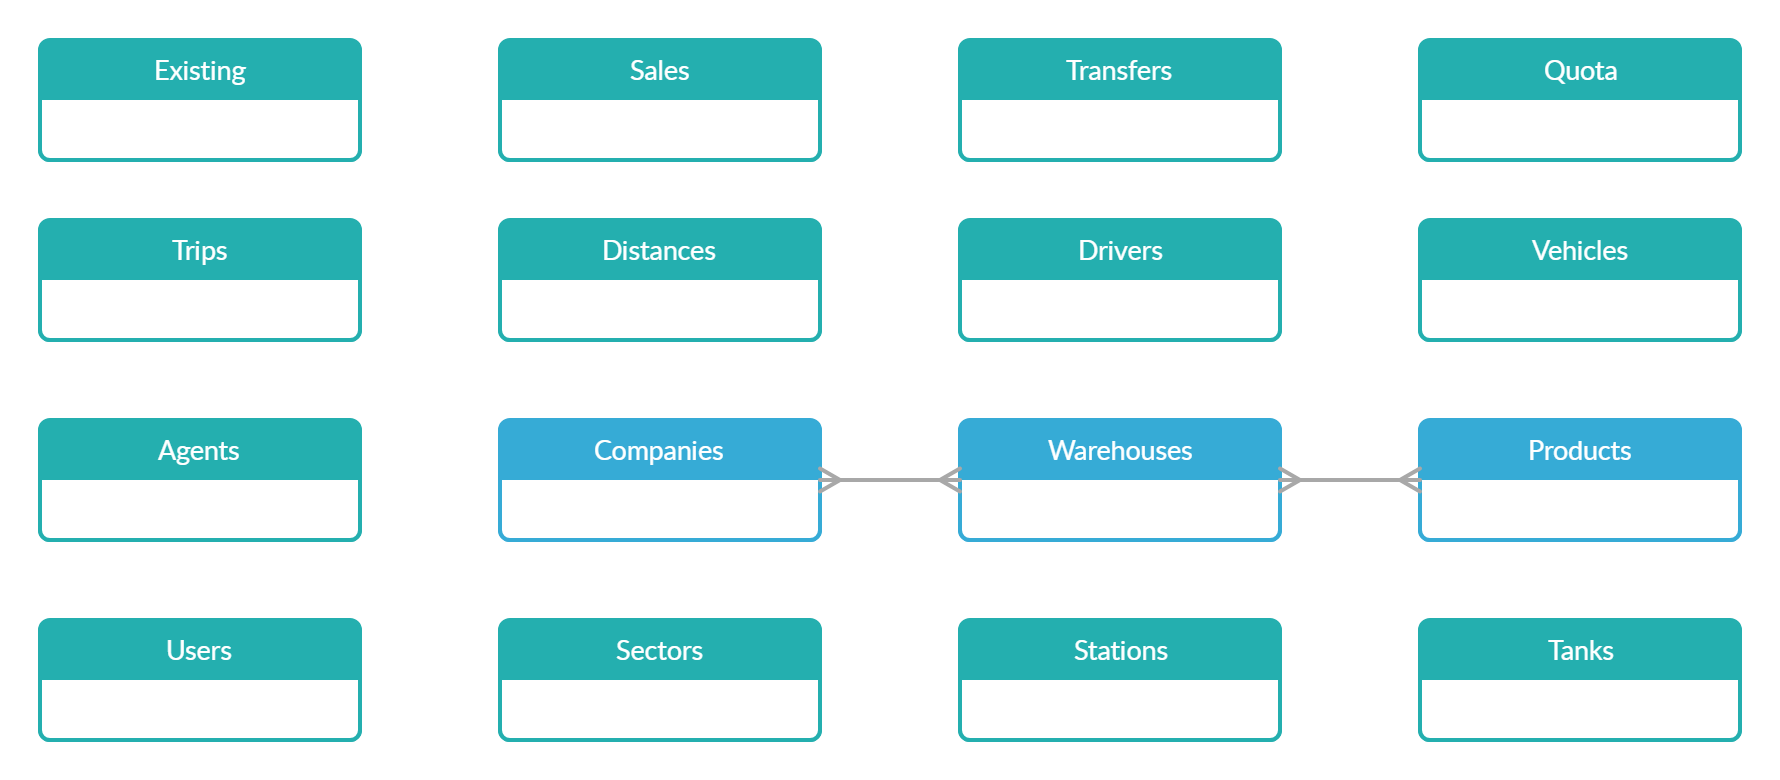 Existing
Sales
Transfers
Quota
Trips
Distances
Drivers
Vehicles
Agents
Companies
Warehouses
Products
Users
Sectors
Stations
Tanks